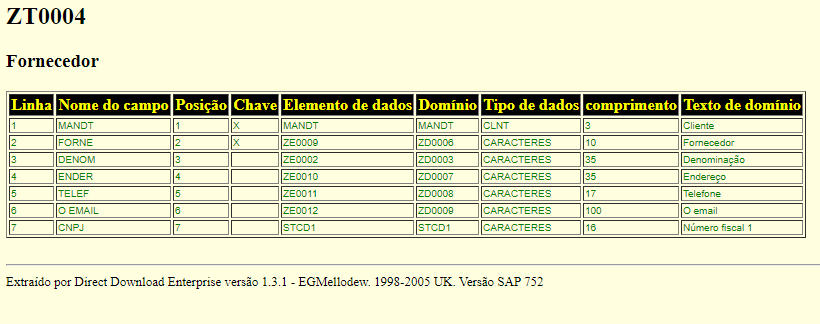 ZT0004
Fornecedor
Linha Nome do campo Posição Chave Elemento de dados Domínio Tipo de dados comprimento Texto de domínio
1 MANDT 1 X MANDT MANDT CLNT 3 Cliente
2 FORNE 2 X ZE0009 ZD0006 CARACTERES 10 Fornecedor
3 DENOM 3 ZE0002 ZD0003 CARACTERES 35 Denominação
4 ENDER 4 ZE0010 ZD0007 CARACTERES 35 Endereço
5 TELEF 5 ZE0011 ZD0008 CARACTERES 17 Telefone
6 O EMAIL 6 ZE0012 ZD0009 CARACTERES 100 O email
7 CNPJ 7 STCD1 STCD1 CARACTERES 16 Número fiscal 1
Extraído por Direct Download Enterprise versão 1.3.1 - EGMellodew. 1998-2005 UK. Versão SAP 752